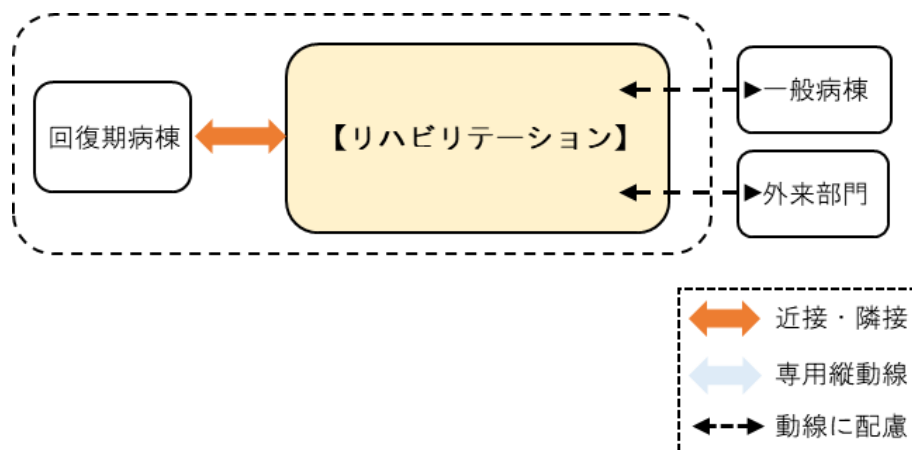 回復期病棟
【リハビリテーション】
一般病棟
外来部門
近接・隣接
専用縦動線
動線に配慮